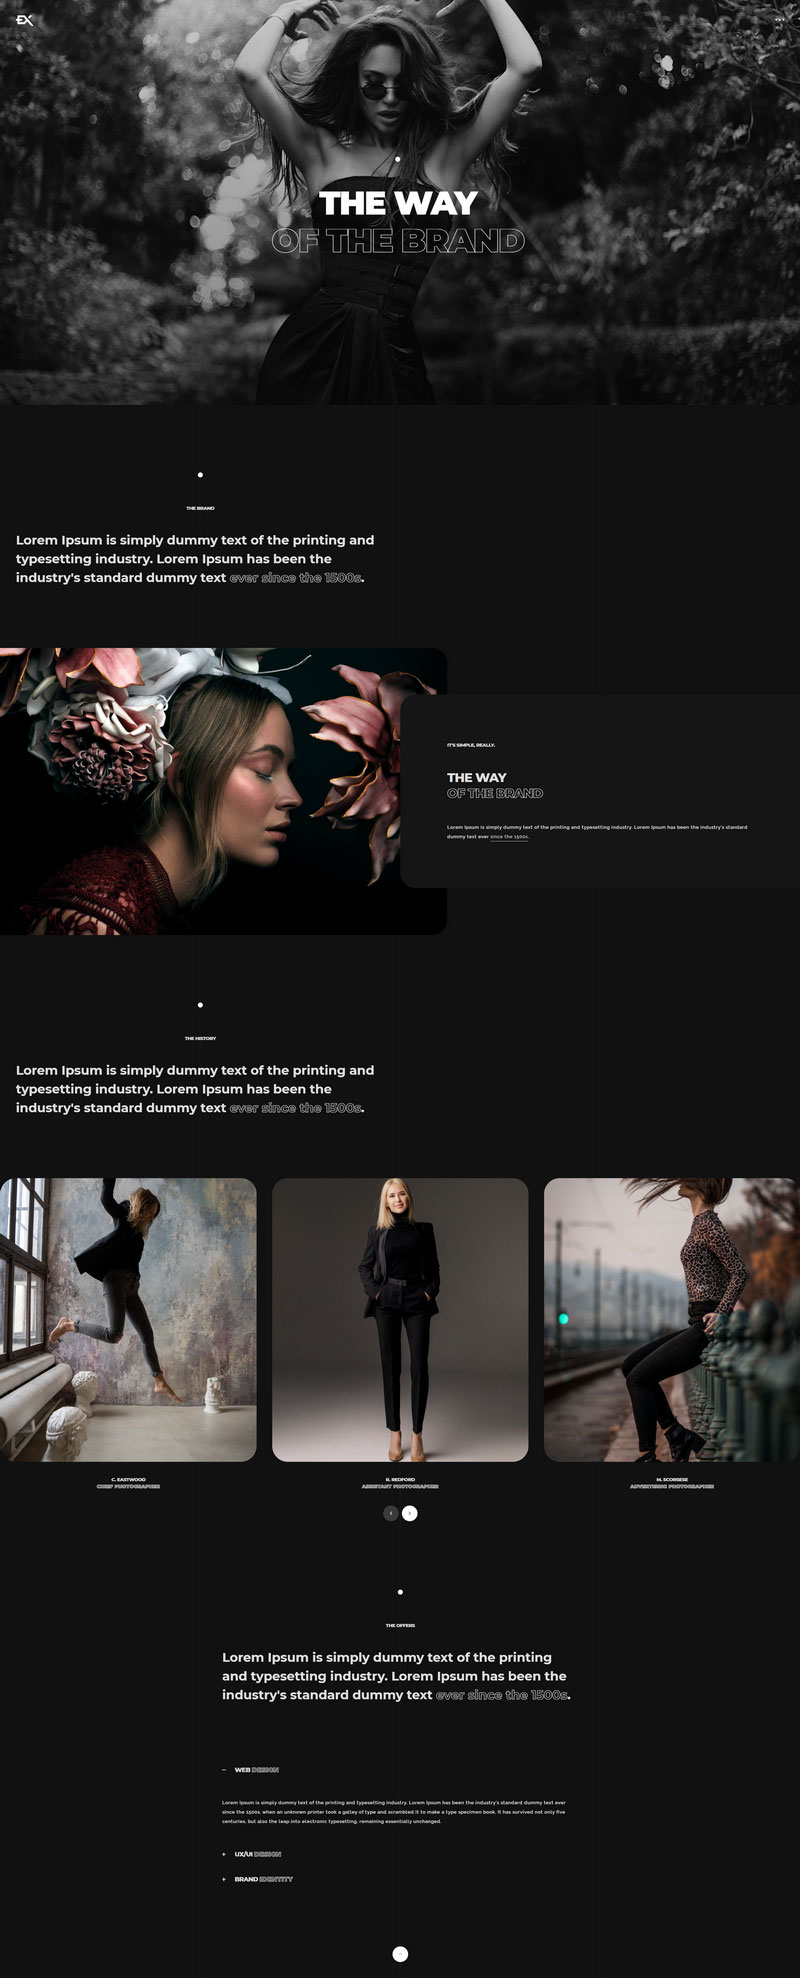 EX
THE WAY
OF THE BRAND
THE BRAND
Lorem Ipsum is simply dummy text of the printing and
typesetting industry. Lorem Ipsum has been the
industry's standard dummy text ever since the 1500s.
IT'S SIMPLE, REALLY.
THE WAY
OF THE BRAND
Lorem Ipsum is simply dummy text of the printing and typesetting industry. Lorem Ipsum has been the industry's standard
dummy text ever since the 1500s.
THE HISTORY
Lorem Ipsum is simply dummy text of the printing and
typesetting industry. Lorem Ipsum has been the
industry's standard dummy text ever since the 1500s.
C. EASTWOOD
CHIEF PHOTOGRAPHER
R. REDFORD
ASSISTANT PHOTOGRAPHER
M. SCORSESE
ADVERTISING PHOTOGRAPHER
THE OFFERS
Lorem Ipsum is simply dummy text of the printing
and typesetting industry. Lorem Ipsum has been the
industry's standard dummy text ever since the 1500s.
− WEB DESIGN
Lorem Ipsum is simply dummy text of the printing and typesetting industry. Lorem Ipsum has been the industry's standard dummy text ever
since the 1500s, when an unknown printer took a galley of type and scrambled it to make a type specimen book. It has survived not only five
centuries, but also the leap into electronic typesetting, remaining essentially unchanged.
+ UX/UI DESIGN
+ BRAND IDENTITY